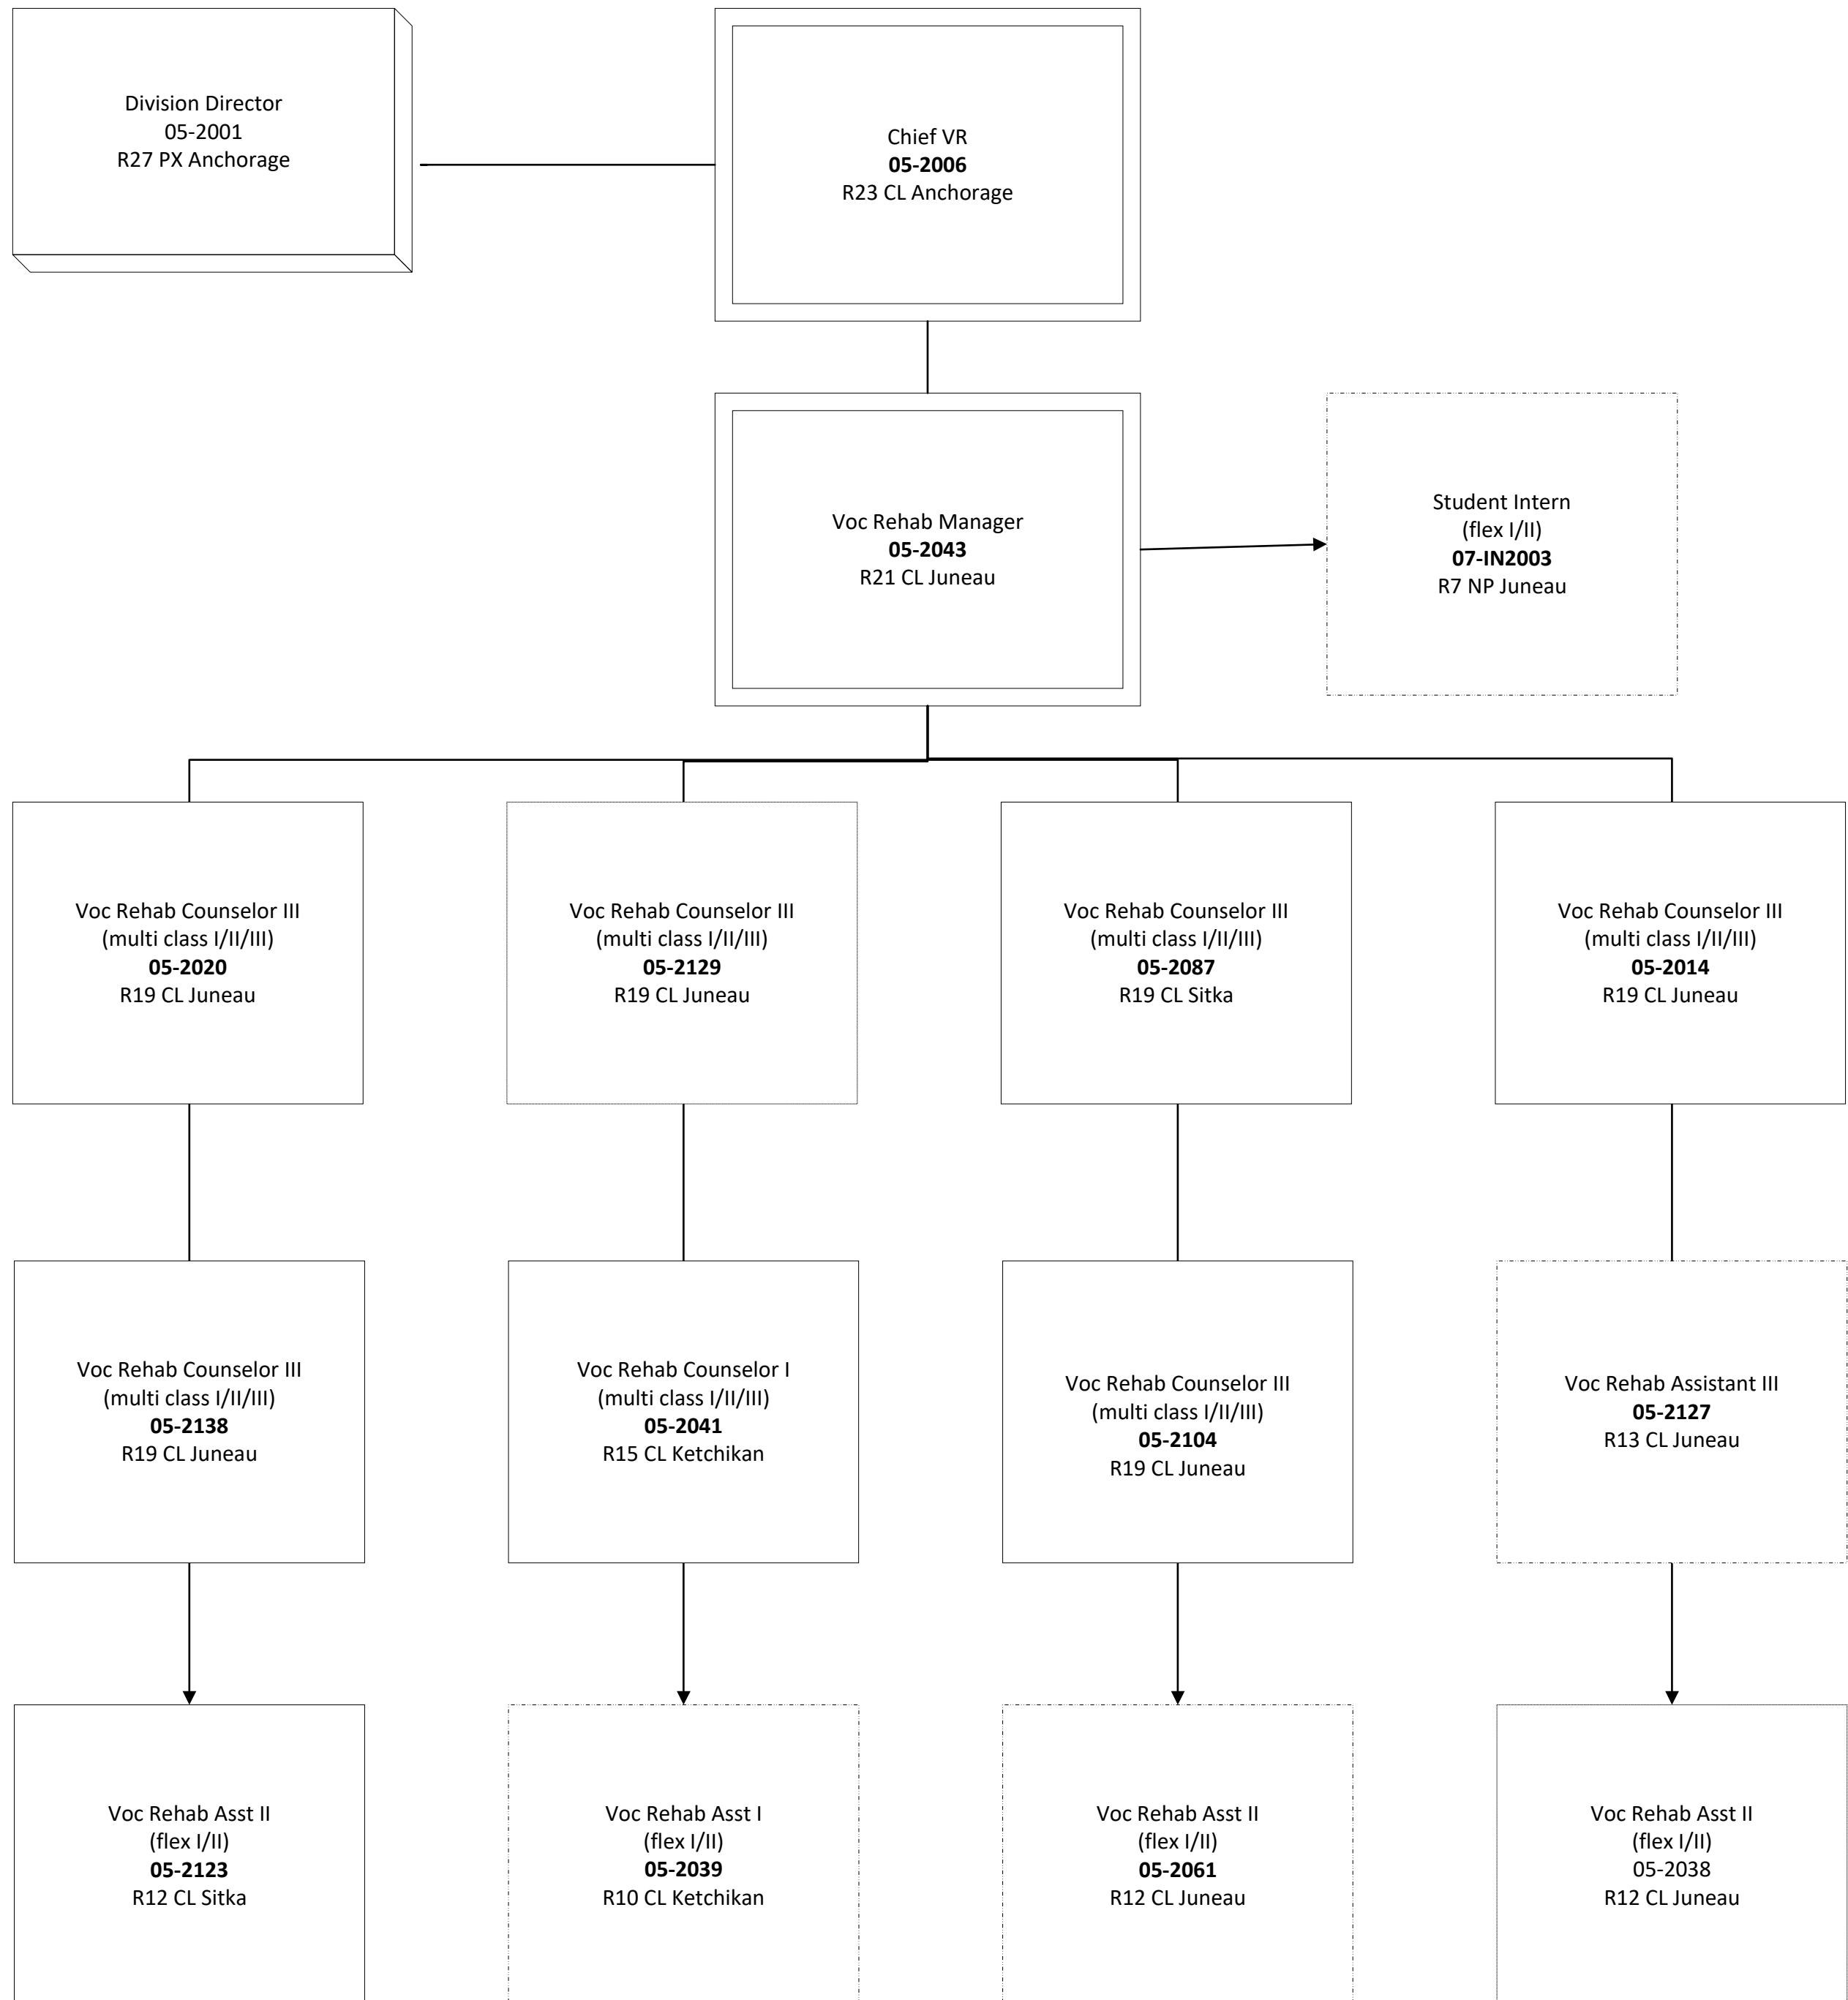 Division Director
05-2001
R27 PX Anchorage
Chief VR
05-2006
R23 CL Anchorage
Voc Rehab Manager
05-2043
R21 CL Juneau
Student Intern
(flex I/II)
07-IN2003
R7 NP Juneau
Voc Rehab Counselor III
(multi class I/II/III)
05-2020
R19 CL Juneau
Voc Rehab Counselor III
(multi class I/II/III)
05-2129
R19 CL Juneau
Voc Rehab Counselor III
(multi class I/II/III)
05-2087
R19 CL Sitka
Voc Rehab Counselor III
(multi class I/II/III)
05-2014
R19 CL Juneau
Voc Rehab Counselor III
(multi class I/II/III)
05-2138
R19 CL Juneau
Voc Rehab Counselor I
(multi class I/II/III)
05-2041
R15 CL Ketchikan
Voc Rehab Counselor III
(multi class I/II/III)
05-2104
R19 CL Juneau
Voc Rehab Assistant III
05-2127
R13 CL Juneau
Voc Rehab Asst II
(flex I/II)
05-2123
R12 CL Sitka
Voc Rehab Asst I
(flex I/II)
05-2039
R10 CL Ketchikan
Voc Rehab Asst II
(flex I/II)
05-2061
R12 CL Juneau
Voc Rehab Asst II
(flex I/II)
05-2038
R12 CL Juneau